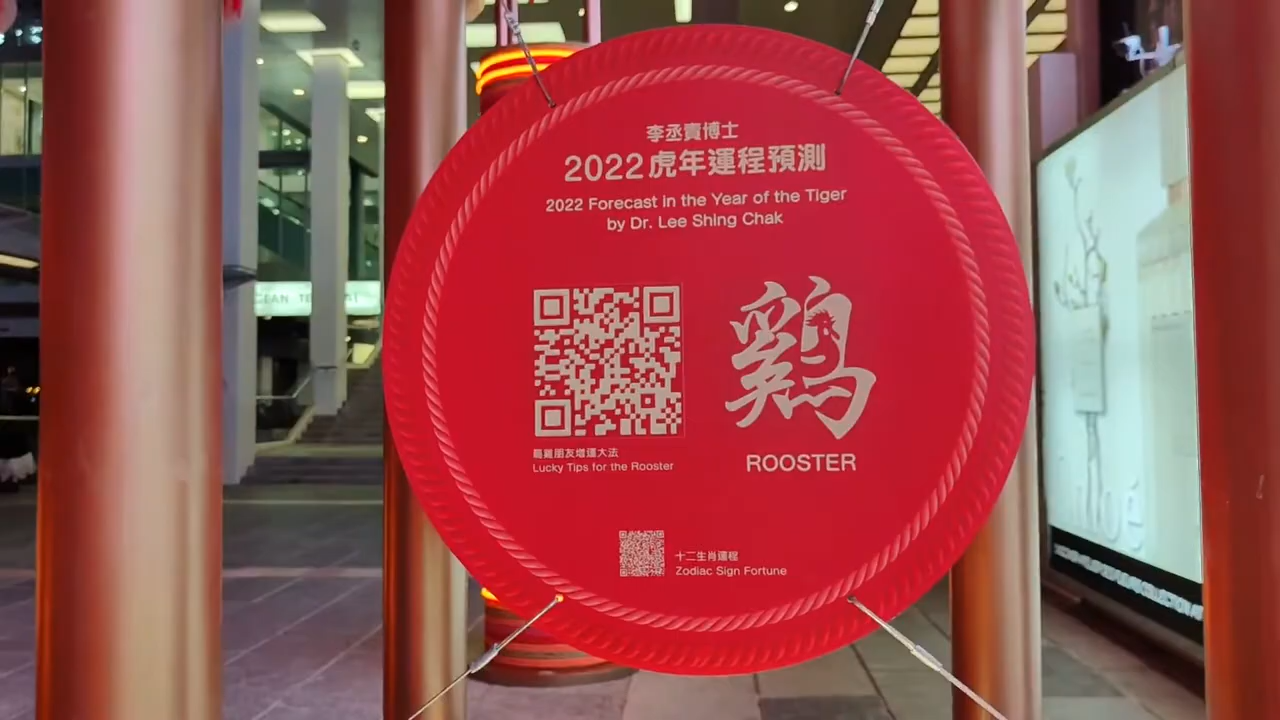 李丞責博士
2022虎年運程預測
2022 Forecast in the Year of the Tiger
by Dr. Lee Shing Chak
鷄
ROOSTER
屬雞朋友增運大法
Lucky Tips for the Rooster
十二生肖運程
Zodiac Sign Fortune